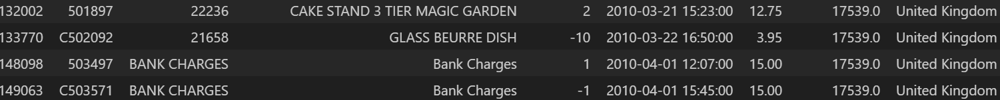 132002 501897 22236 CAKE STAND 3 TIER MAGIC GARDEN 2 2010-03-21 15:23:00 12.75 17539.0 United Kingdom
133770 C502092 21658 GLASS BEURRE DISH -10 2010-03-22 16:50:00 3.95 17539.0 United Kingdom
148098 503497 BANK CHARGES Bank Charges 1 2010-04-01 12:07:00 15.00 17539.0 United Kingdom
149063 C503571 BANK CHARGES Bank Charges -1 2010-04-01 15:45:00 15.00 17539.0 United Kingdom